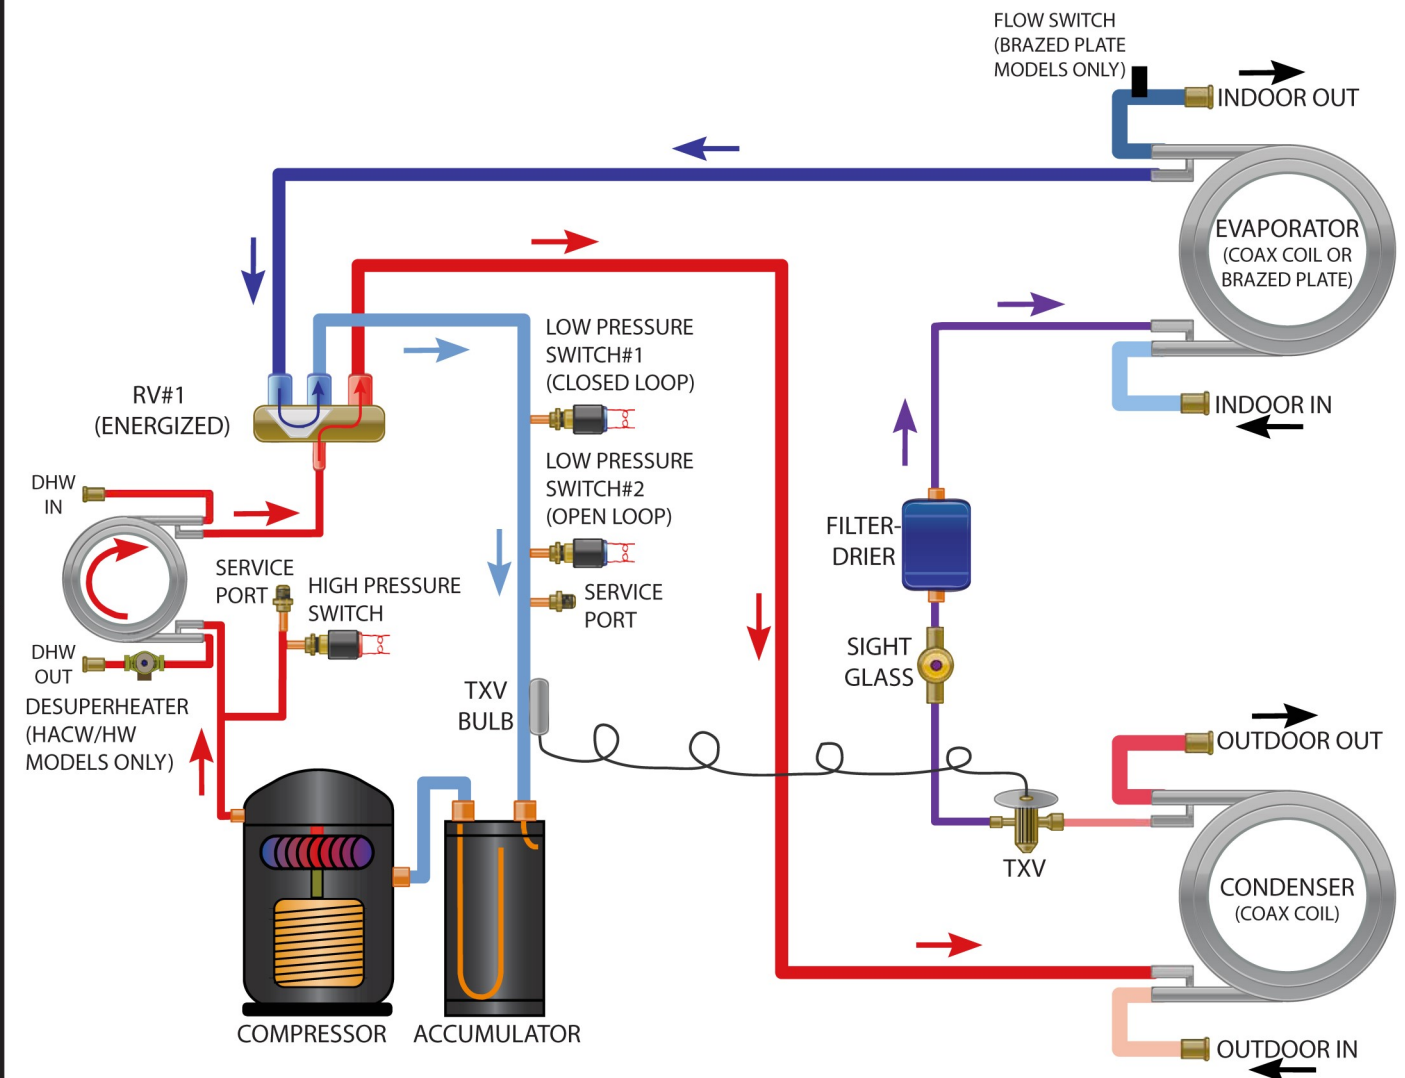 FLOW SWITCH
(BRAZED PLATE
MODELS ONLY)
INDOOR OUT
EVAPORATOR
(COAX COIL OR
BRAZED PLATE)
INDOOR IN
LOW PRESSURE
SWITCH#1
(CLOSED LOOP)
RV#1
(ENERGIZED)
LOW PRESSURE
SWITCH#2
(OPEN LOOP)
DHW
IN
FILTER-
DRIER
SERVICE
PORT
HIGH PRESSURE
SWITCH
SERVICE
PORT
SIGHT
GLASS
DHW
OUT
TXV
BULB
DESUPERHEATER
(HACW/HW
MODELS ONLY)
OUTDOOR OUT
TXV
CONDENSER
(COAX COIL)
COMPRESSOR
ACCUMULATOR
OUTDOOR IN